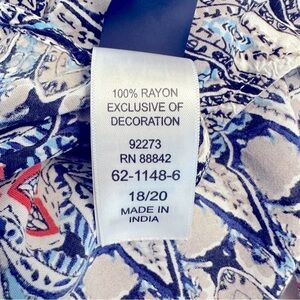 100% RAYON
EXCLUSIVE OF
DECORATION
92273
RN 88842
62-1148-6
18/20
MADE IN
INDIA